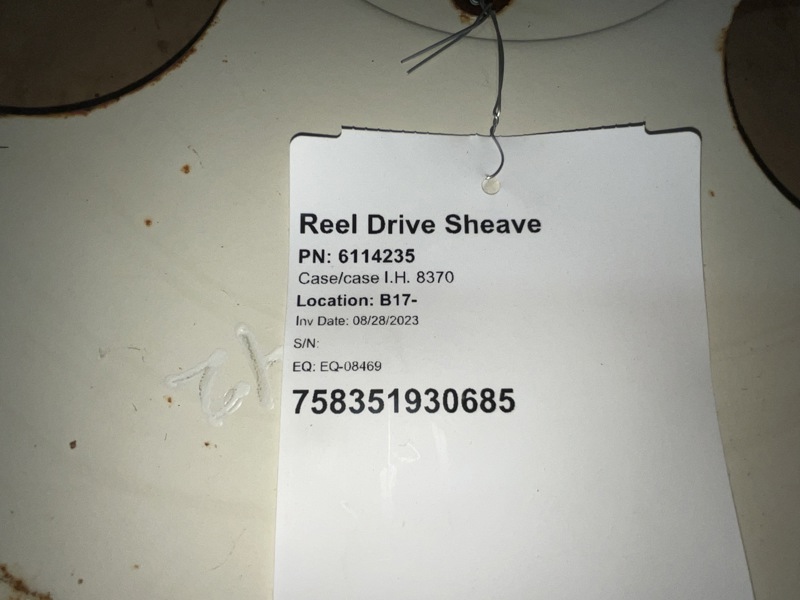 Reel Drive Sheave
PN: 6114235
Case/case I.H. 8370
Location: B17-
Inv Date: 08/28/2023
S/N:
EQ: EQ-08469
758351930685